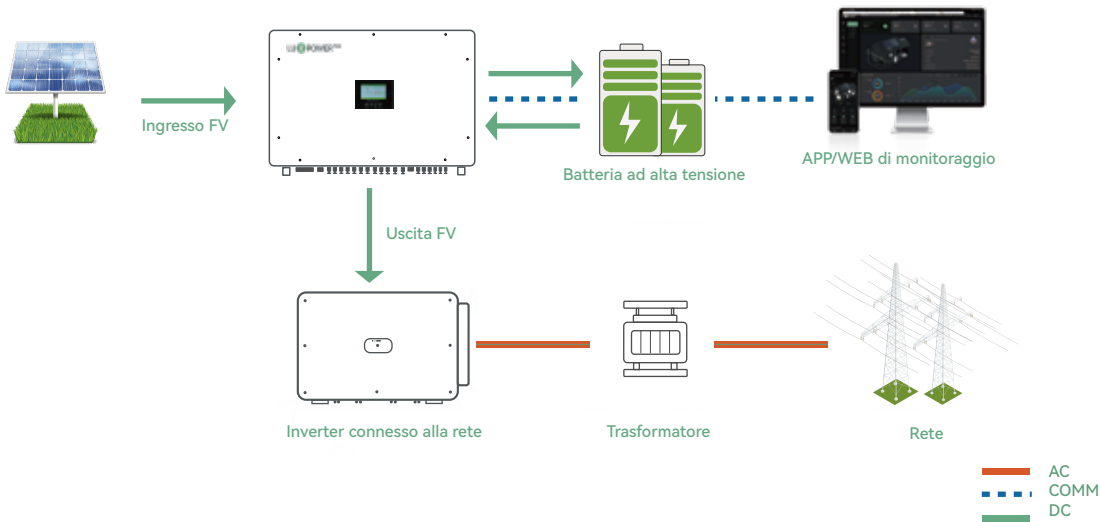 Ingresso FV
Batteria ad alta tensione
APP/WEB di monitoraggio
Uscita FV
Inverter connesso alla rete
Trasformatore
Rete
AC
COMM
DC